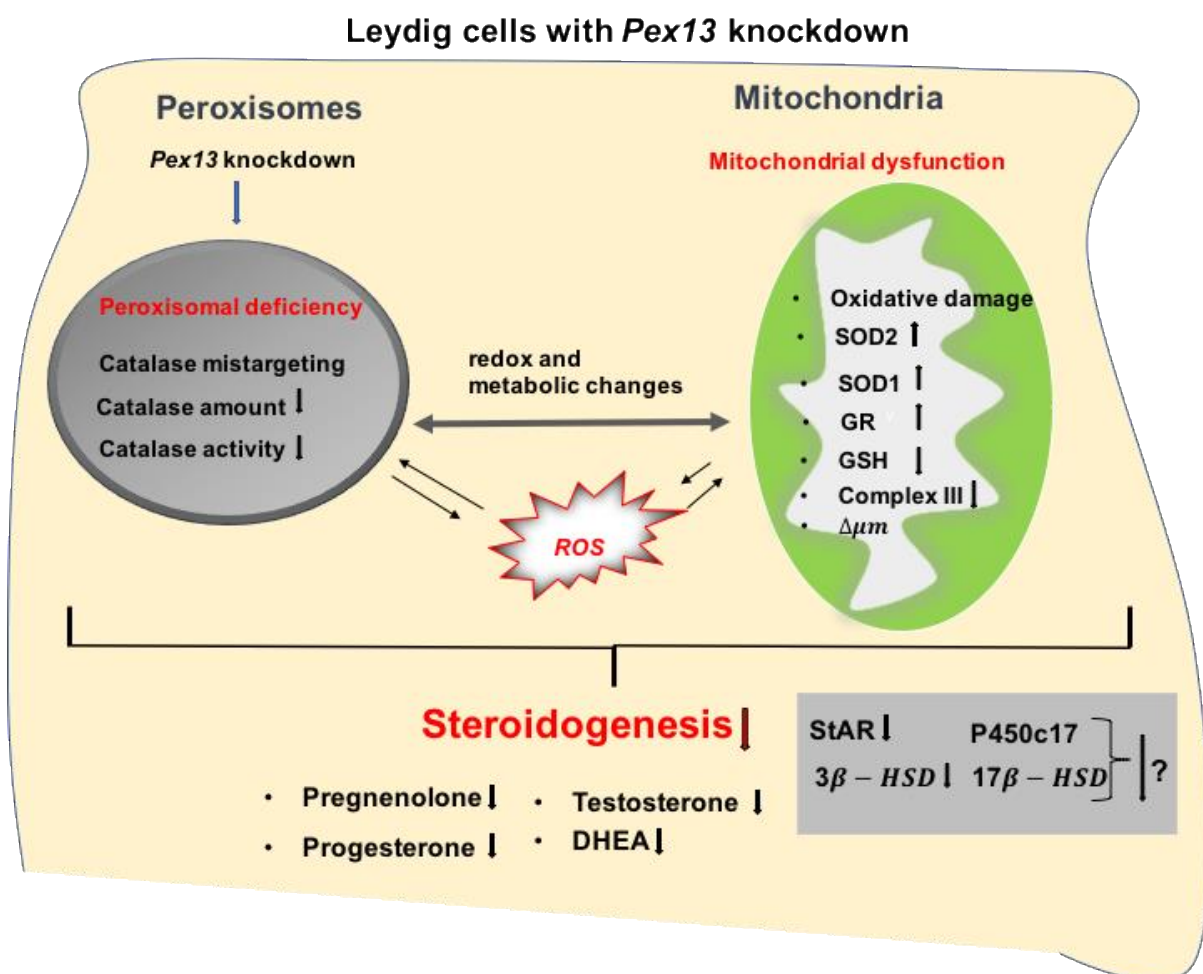 Leydig cells with Pex13 knockdown
Peroxisomes
Mitochondria
Pex13 knockdown
Mitochondrial dysfunction
Peroxisomal deficiency
Catalase mistargeting
Catalase amount ↓
Catalase activity ↓
redox and
metabolic changes
ROS
• Oxidative damage
• SOD2 ↑
• SOD1 ↑
• GR ↑
• GSH ↓
• Complex III ↓
• Δμm
Steroidogenesis ↓
• Pregnenolone ↓
• Progesterone ↓
• Testosterone ↓
• DHEA ↓
StAR ↓
3β − HSD ↓
P450c17
17β − HSD
↓ ?